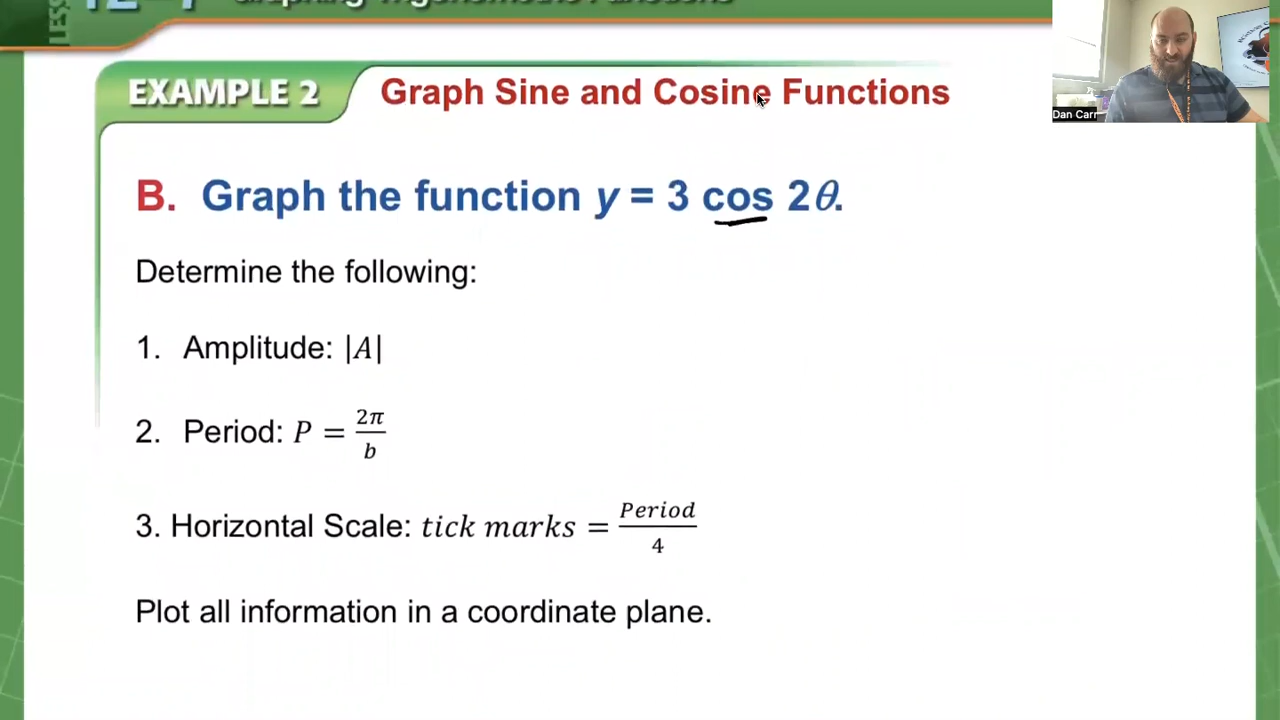 EXAMPLE 2 Graph Sine and Cosine Functions
Dan Carr
B. Graph the function y = 3 cos 2θ.
Determine the following:
1. Amplitude: |A|
2. Period: P = 2π/b
3. Horizontal Scale: tick marks = Period/4
Plot all information in a coordinate plane.